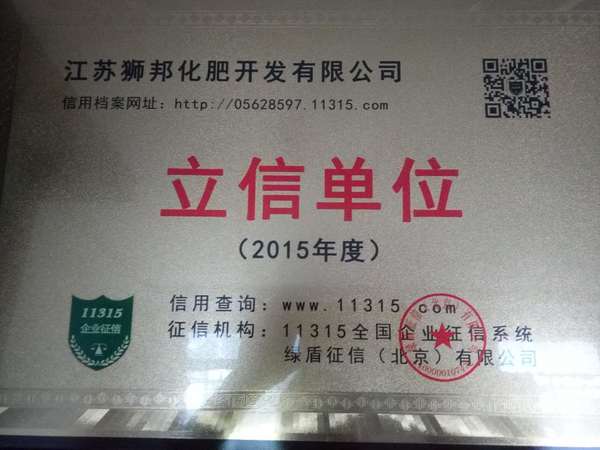 江苏狮邦化肥开发有限公司
信用档案网址：http://05628597.11315.com
立信单位
（2015年度）
11315
企业征信
信用查询：www.11315.com
征信机构：11315全国企业征信系统
绿盾征信（北京）有限公司